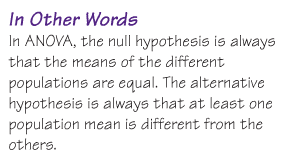 In Other Words
In ANOVA, the null hypothesis is always
that the means of the different
populations are equal. The alternative
hypothesis is always that at least one
population mean is different from the
others.